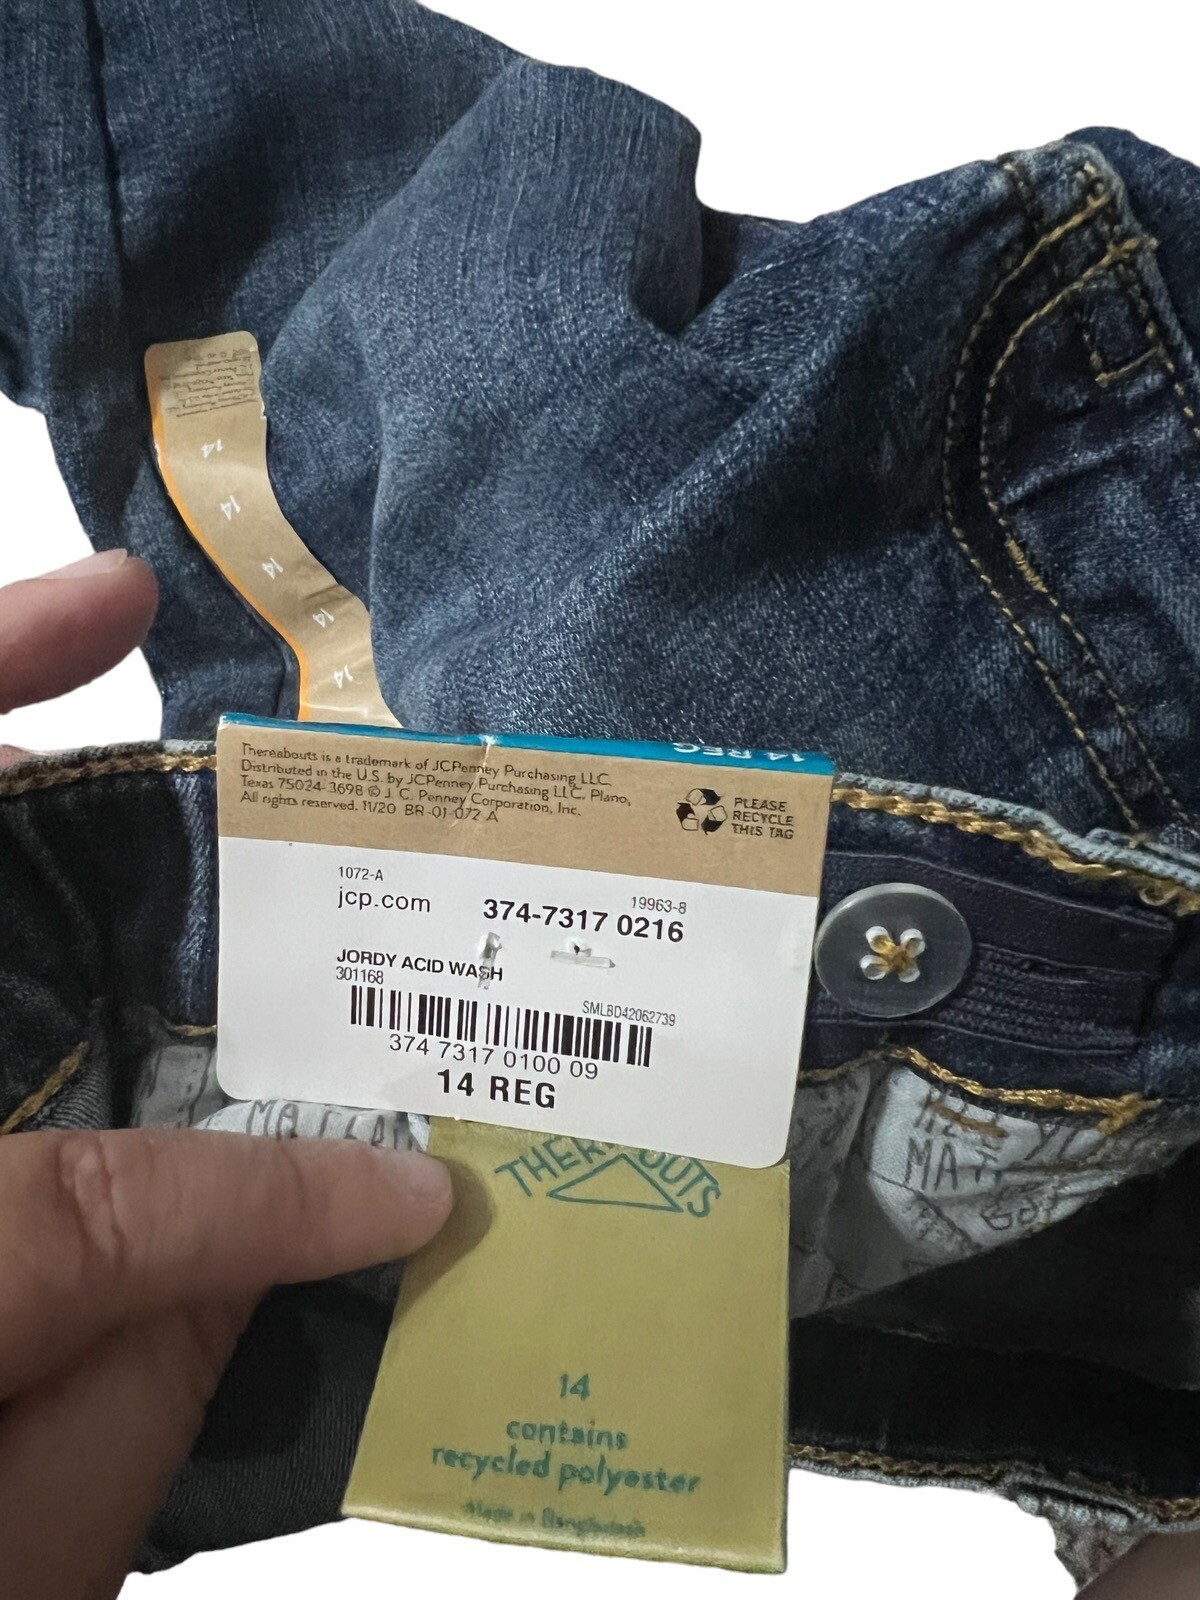 14
14
14
14
14
14 REG
Thereabouts is a trademark of JCPenney Purchasing LLC.
Distributed in the U.S. by JCPenney Purchasing LLC, Plano,
Texas 75024-3698 © J. C. Penney Corporation, Inc.
All rights reserved. 11/20 BR-01-072 A
PLEASE
RECYCLE
THIS TAG
1072-A
jcp.com
19963-8
374-7317 0216
JORDY ACID WASH
301168
SMLBD42062739
374 7317 0100 09
14 REG
14
contains
recycled polyester
Made in Bangladesh